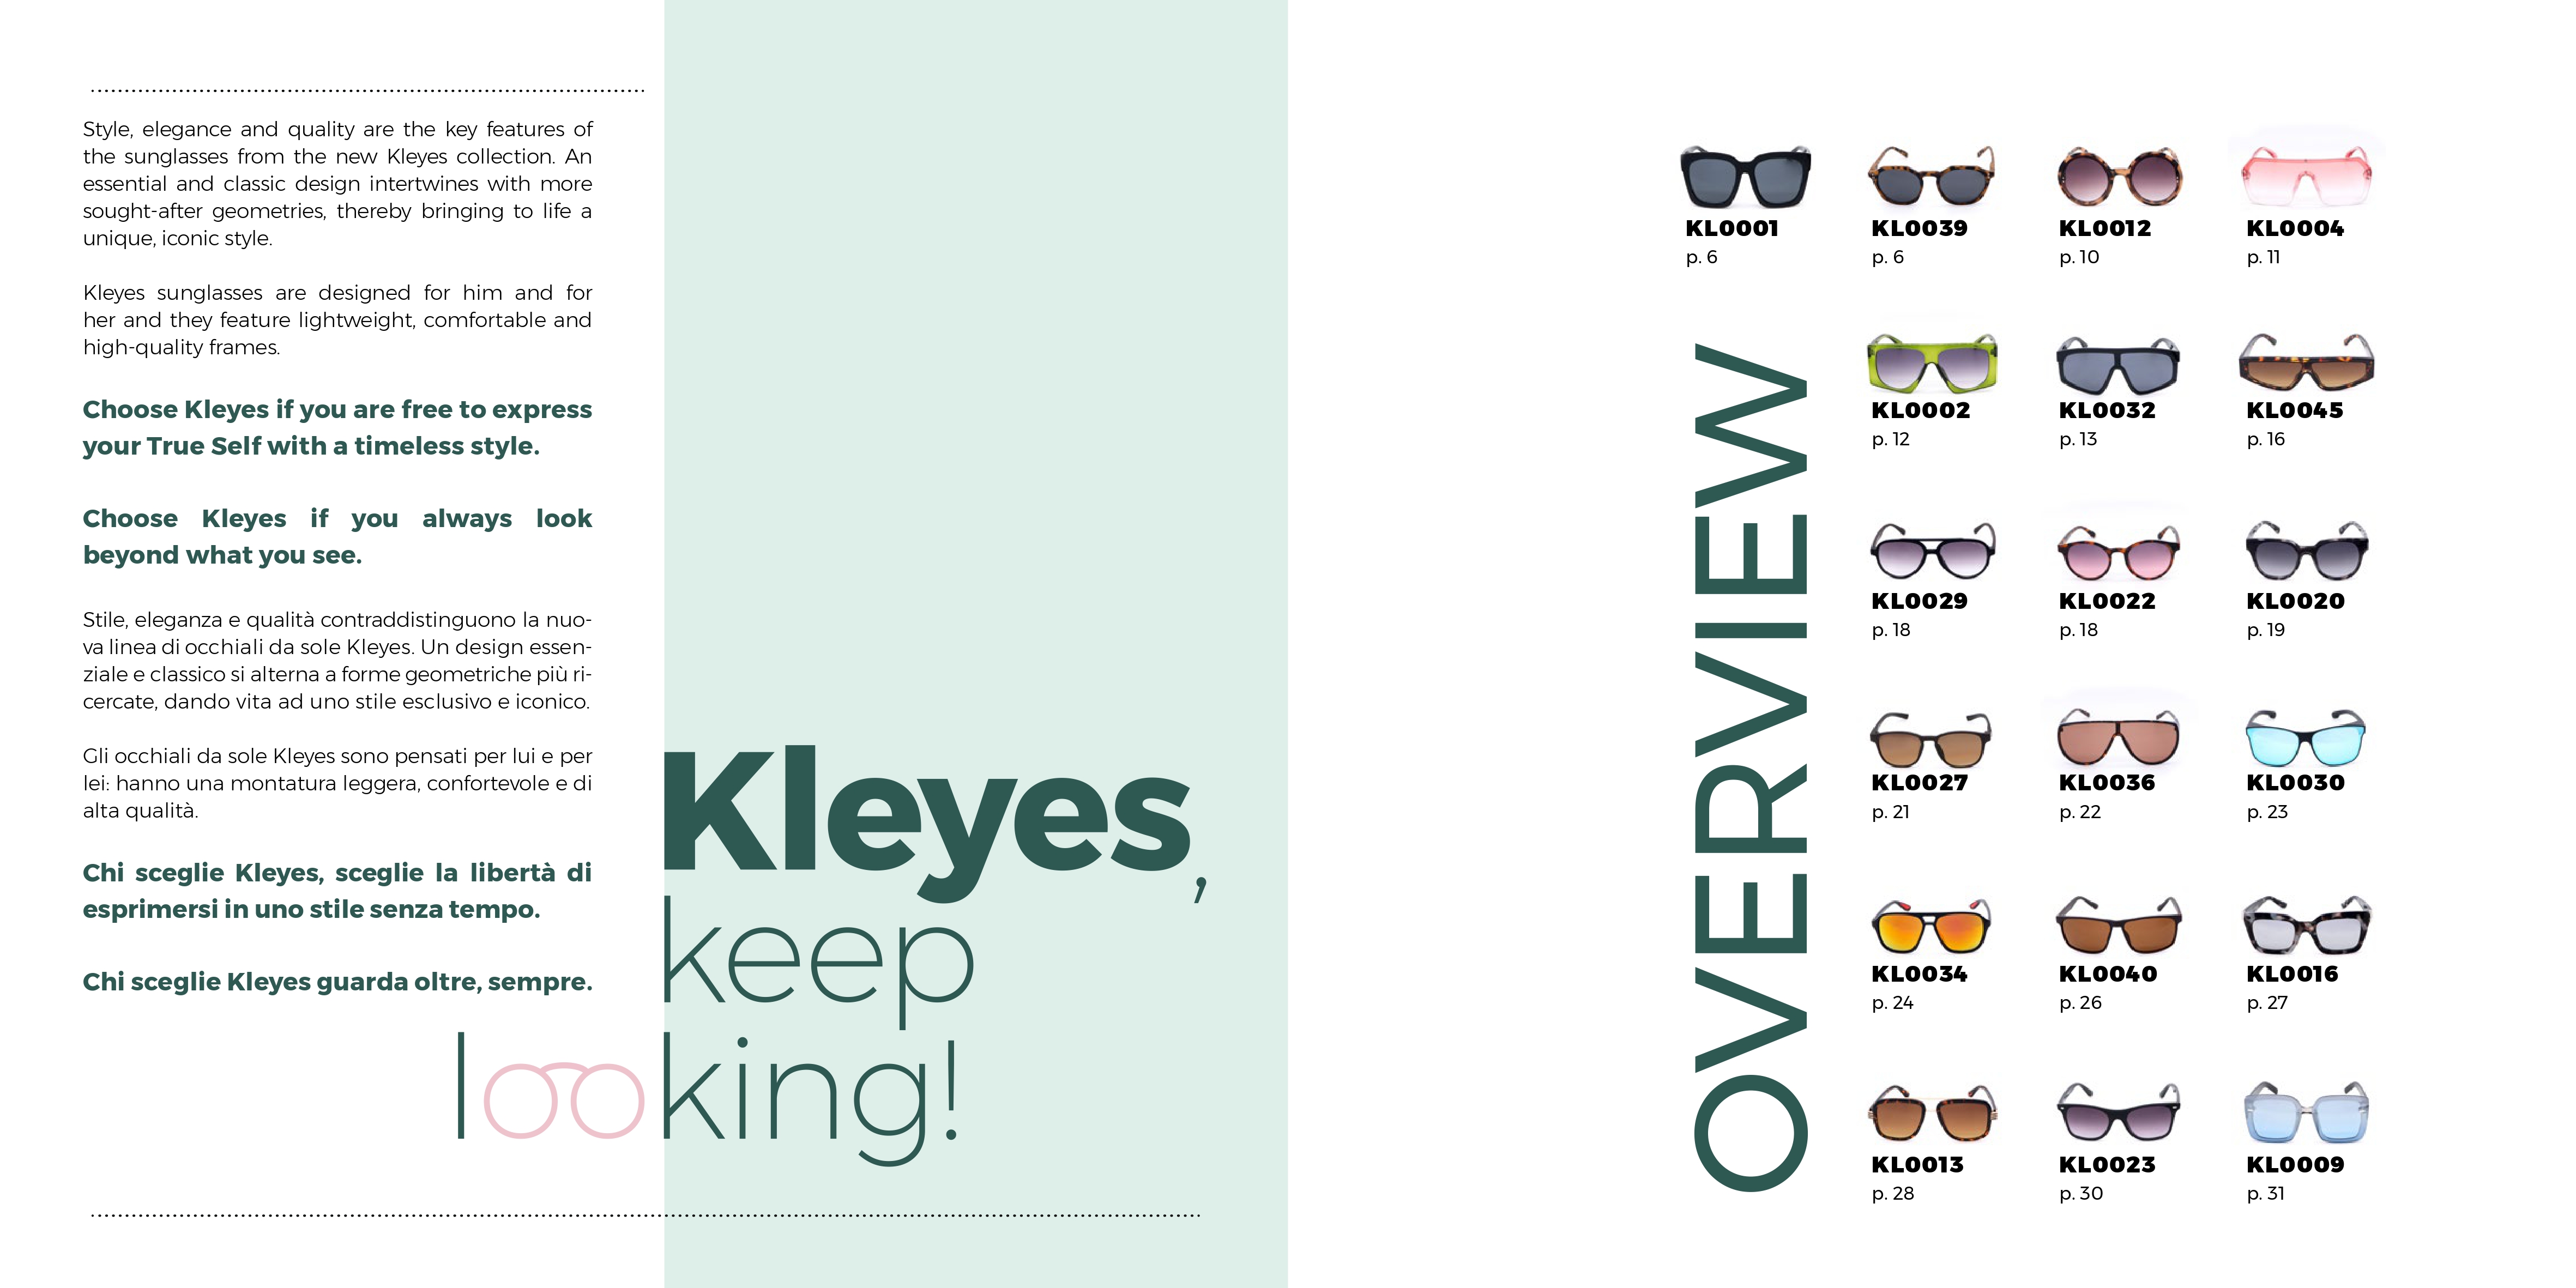 Style, elegance and quality are the key features of
the sunglasses from the new Kleyes collection. An
essential and classic design intertwines with more
sought-after geometries, thereby bringing to life a
unique, iconic style.
Kleyes sunglasses are designed for him and for
her and they feature lightweight, comfortable and
high-quality frames.
Choose Kleyes if you are free to express
your True Self with a timeless style.
Choose Kleyes if you always look
beyond what you see.
Stile, eleganza e qualità contraddistinguono la nuo-
va linea di occhiali da sole Kleyes. Un design essen-
ziale e classico si alterna a forme geometriche più ri-
cercate, dando vita ad uno stile esclusivo e iconico.
Gli occhiali da sole Kleyes sono pensati per lui e per
lei: hanno una montatura leggera, confortevole e di
alta qualità.
Chi sceglie Kleyes, sceglie la libertà di
esprimersi in uno stile senza tempo.
Chi sceglie Kleyes guarda oltre, sempre.
Kleyes,
keep
looking!
OVERVIEW
KL0001
p. 6
KL0039
p. 6
KL0012
p. 10
KL0004
p. 11
KL0002
p. 12
KL0032
p. 13
KL0045
p. 16
KL0029
p. 18
KL0022
p. 18
KL0020
p. 19
KL0027
p. 21
KL0036
p. 22
KL0030
p. 23
KL0034
p. 24
KL0040
p. 26
KL0016
p. 27
KL0013
p. 28
KL0023
p. 30
KL0009
p. 31